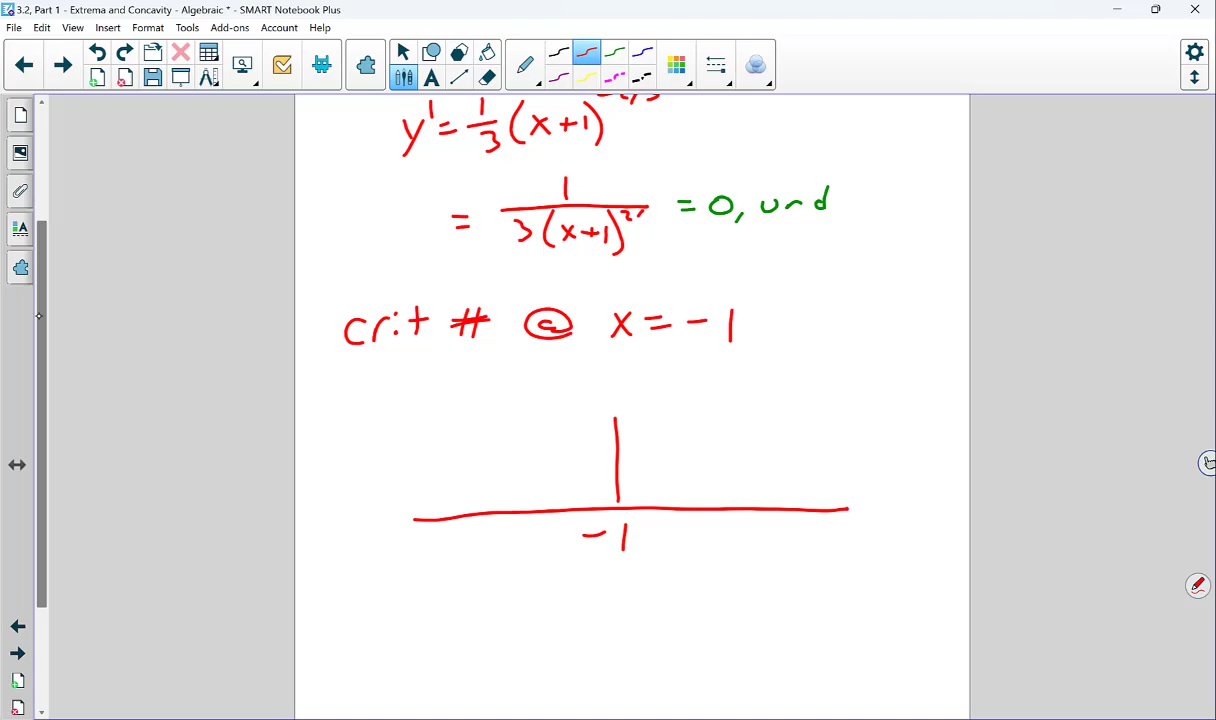 3.2, Part 1 - Extrema and Concavity - Algebraic * - SMART Notebook Plus
File Edit View Insert Format Tools Add-ons Account Help
y' = 1/3 (x+1)
= 1/(3(x+1)^2/ = 0, und
crit # @ x = -1
-1